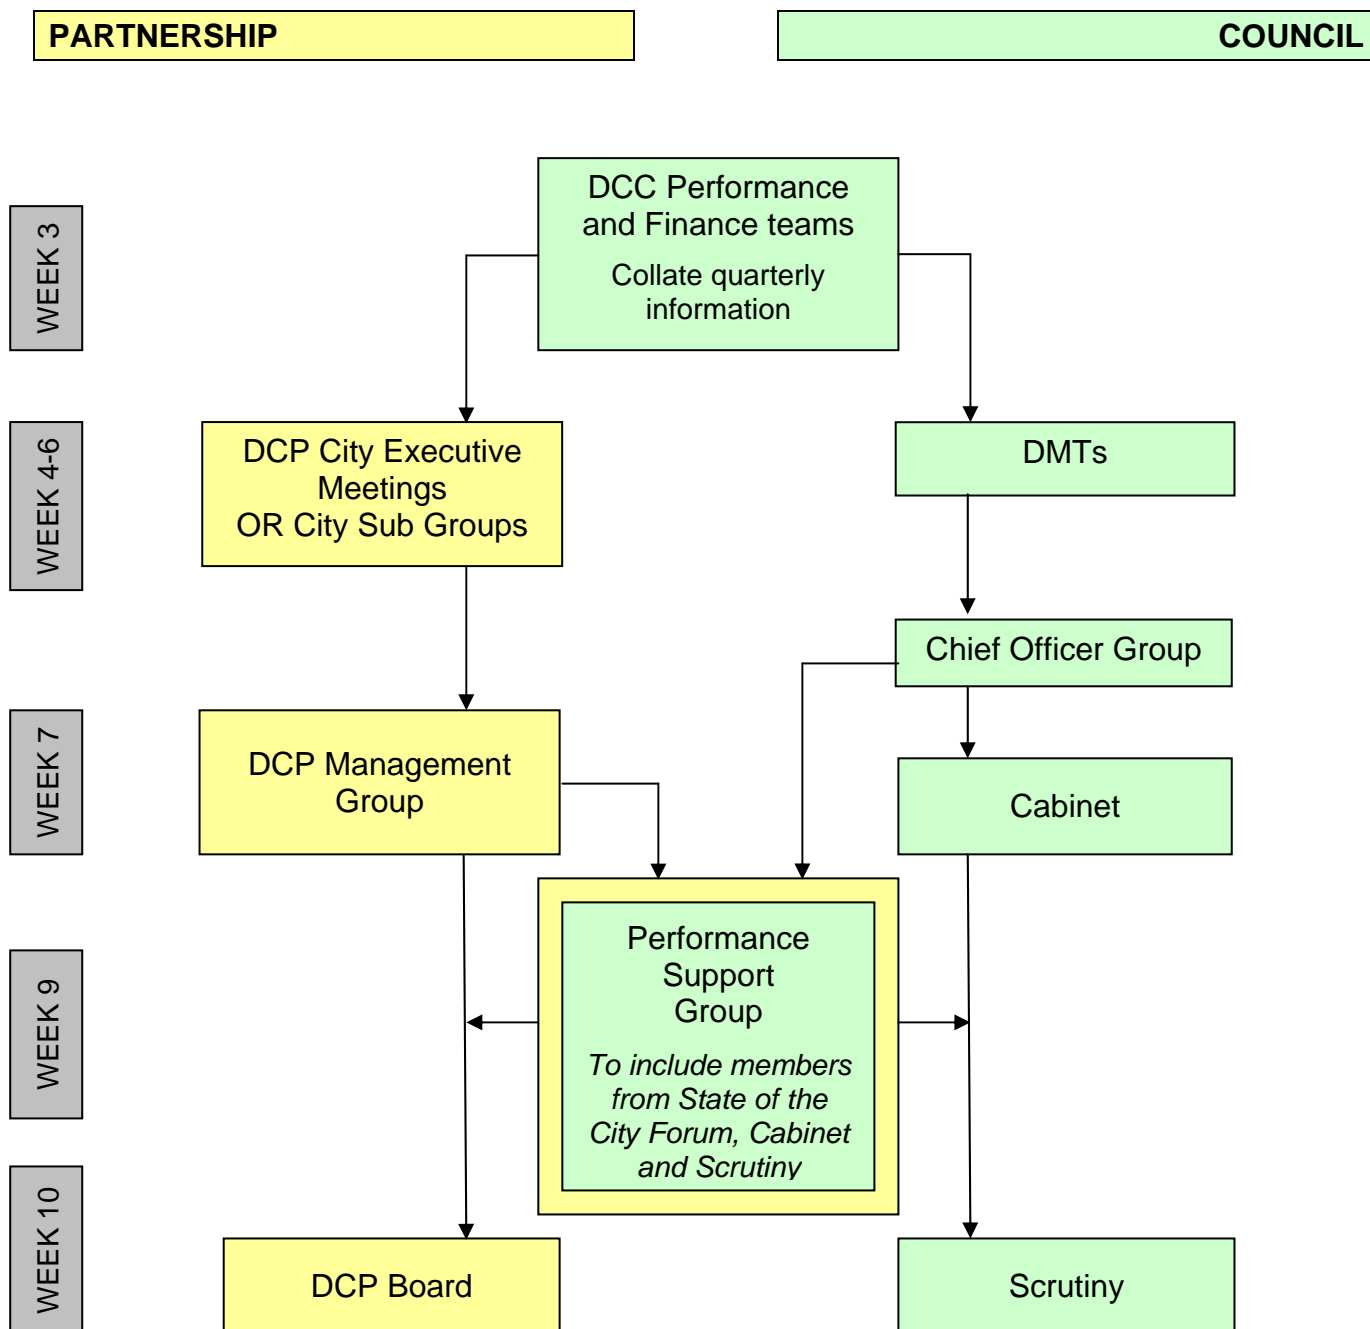 PARTNERSHIP
COUNCIL
WEEK 3
DCC Performance
and Finance teams
Collate quarterly
information
WEEK 4-6
DCP City Executive
Meetings
OR City Sub Groups
DMTs
Chief Officer Group
WEEK 7
DCP Management
Group
Cabinet
WEEK 9
Performance
Support
Group
To include members
from State of the
City Forum, Cabinet
and Scrutiny
WEEK 10
DCP Board
Scrutiny